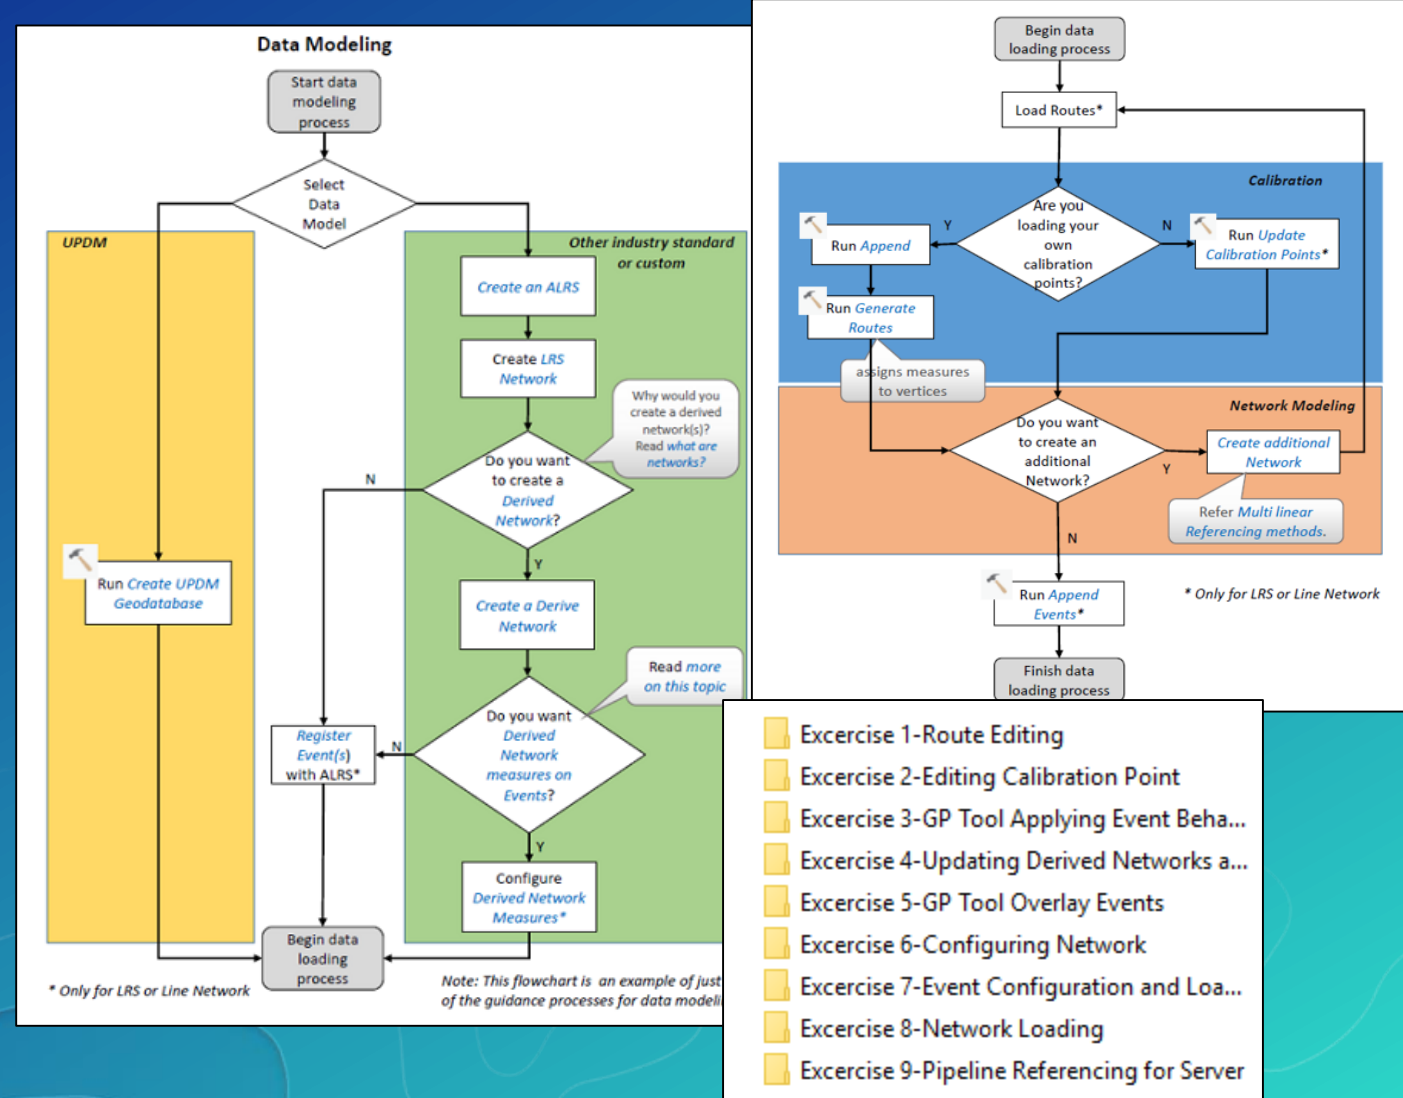 Data Modeling
Start data
modeling
process
Select
Data
Model
UPDM
Other industry standard
or custom
Create an ALRS
Create LRS
Network
Why would you
create a derived
network(s)?
Read what are
networks?
Do you want
to create a
Derived
Network?
N
Y
Run Create UPDM
Geodatabase
Create a Derive
Network
Read more
on this topic
Do you want
Derived
Network
measures on
Events?
N
Y
Register
Event(s)
with ALRS*
Configure
Derived Network
Measures*
Begin data
loading
process
* Only for LRS or Line Network
Note: This flowchart is an example of just
of the guidance processes for data modeli
Begin data
loading process
Load Routes*
Calibration
Are you
loading your
own
calibration
points?
Y
N
Run Append
Run Update
Calibration Points*
Run Generate
Routes
assigns measures
to vertices
Network Modeling
Do you want
to create an
additional
Network?
Y
Create additional
Network
Refer Multi linear
Referencing methods.
N
Run Append
Events*
* Only for LRS or Line Network
Finish data
loading process
Excercise 1-Route Editing
Excercise 2-Editing Calibration Point
Excercise 3-GP Tool Applying Event Beha...
Excercise 4-Updating Derived Networks a...
Excercise 5-GP Tool Overlay Events
Excercise 6-Configuring Network
Excercise 7-Event Configuration and Loa...
Excercise 8-Network Loading
Excercise 9-Pipeline Referencing for Server